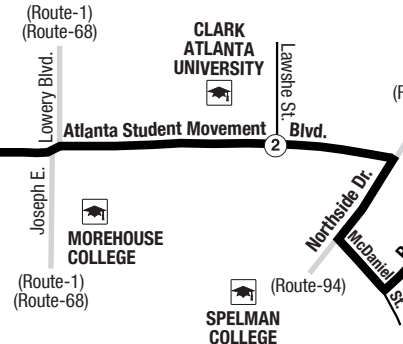 (Route-1)
(Route-68)
CLARK
ATLANTA
UNIVERSITY
Lowery Blvd.
Lawshe St.
Atlanta Student Movement Blvd.
2
Joseph E.
MOREHOUSE
COLLEGE
Northside Dr.
McDaniel
St.
(Route-1)
(Route-68)
(Route-94)
SPELMAN
COLLEGE